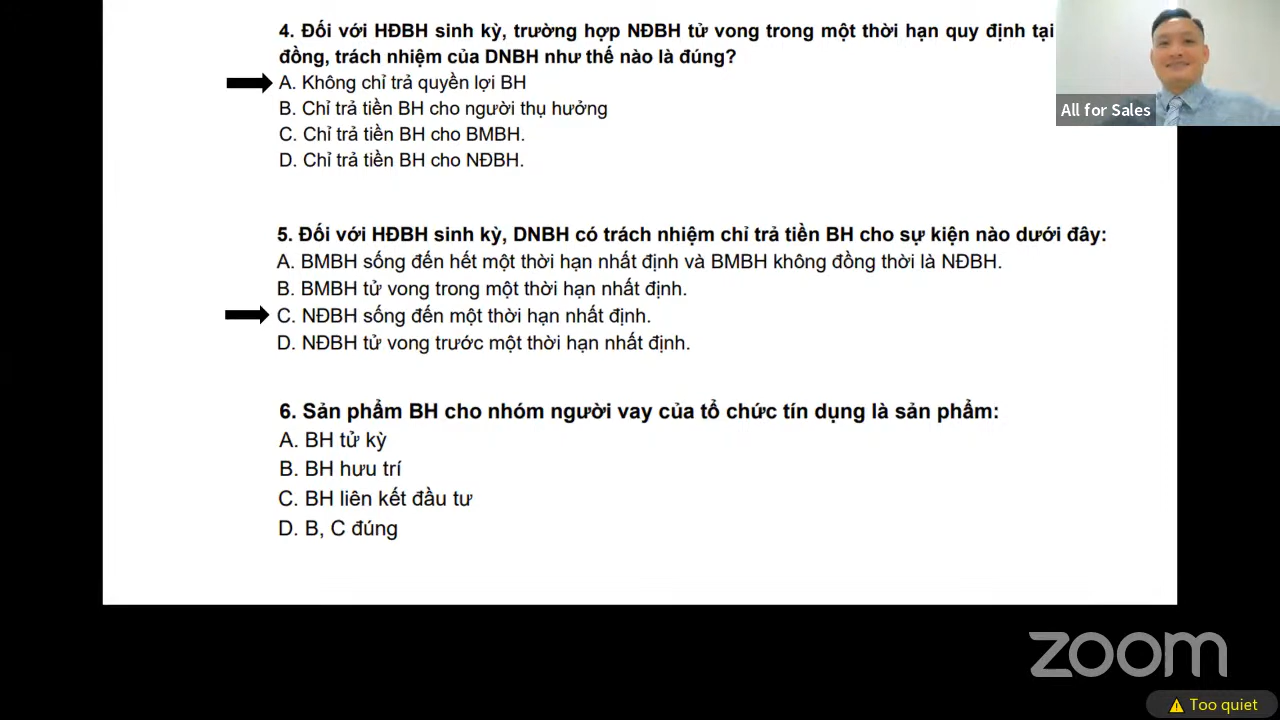 4. Đối với HĐBH sinh kỳ, trường hợp NĐBH tử vong trong một thời hạn quy định tại
đồng, trách nhiệm của DNBH như thế nào là đúng?
A. Không chỉ trả quyền lợi BH
B. Chỉ trả tiền BH cho người thụ hưởng
C. Chỉ trả tiền BH cho BMBH.
D. Chỉ trả tiền BH cho NĐBH.
All for Sales
5. Đối với HĐBH sinh kỳ, DNBH có trách nhiệm chỉ trả tiền BH cho sự kiện nào dưới đây:
A. BMBH sống đến hết một thời hạn nhất định và BMBH không đồng thời là NĐBH.
B. BMBH tử vong trong một thời hạn nhất định.
C. NĐBH sống đến một thời hạn nhất định.
D. NĐBH tử vong trước một thời hạn nhất định.
6. Sản phẩm BH cho nhóm người vay của tổ chức tín dụng là sản phẩm:
A. BH tử kỳ
B. BH hưu trí
C. BH liên kết đầu tư
D. B, C đúng
zoom
Too quiet